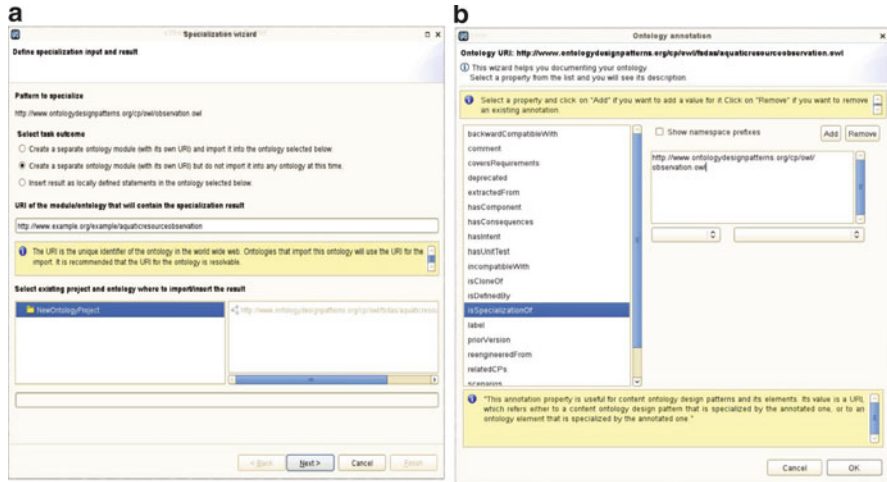 a
Specialization wizard
Define specialization input and result
Pattern to specialize
http://www.ontologydesignpatterns.org/cp/owl/observation.owl
Select task outcome
Create a separate ontology module (with its own URI) and import it into the ontology selected below.
Create a separate ontology module (with its own URI) but do not import it into any ontology at this time.
Insert result as locally defined statements in the ontology selected below.
URI of the module/ontology that will contain the specialization result
http://www.example.org/example/aquaticresourceobservation
The URI is the unique identifier of the ontology in the world wide web. Ontologies that import this ontology will use the URI for the
import. It is recommended that the URI for the ontology is resolvable.
Select existing project and ontology where to import/insert the result
NewOntologyProject
http://www.ontologydesignpatterns.org/cp/owl/fsdas/aquaticresou
< Back
Next >
Cancel
Finish
b
Ontology annotation
Ontology URI: http://www.ontologydesignpatterns.org/cp/owl/fsdas/aquaticresourceobservation.owl
This wizard helps you documenting your ontology.
Select a property from the list and you will see its description
Select a property and click on "Add" if you want to add a value for it.Click on "Remove" if you want to remove
an existing annotation.
backwardCompatibleWith
comment
coversRequirements
deprecated
extractedFrom
hasComponent
hasConsequences
hasIntent
hasUnitTest
incompatibleWith
isCloneOf
isDefinedBy
isSpecializationOf
label
priorVersion
reengineeredFrom
relatedCPs
scenarios
Show namespace prefixes
Add
Remove
http://www.ontologydesignpatterns.org/cp/owl/
observation.owl
"This annotation property is useful for content ontology design patterns and its elements. Its value is a URI,
which refers either to a content ontology design pattern that is specialized by the annotated one, or to an
ontology element that is specialized by the annotated one."
Cancel
OK